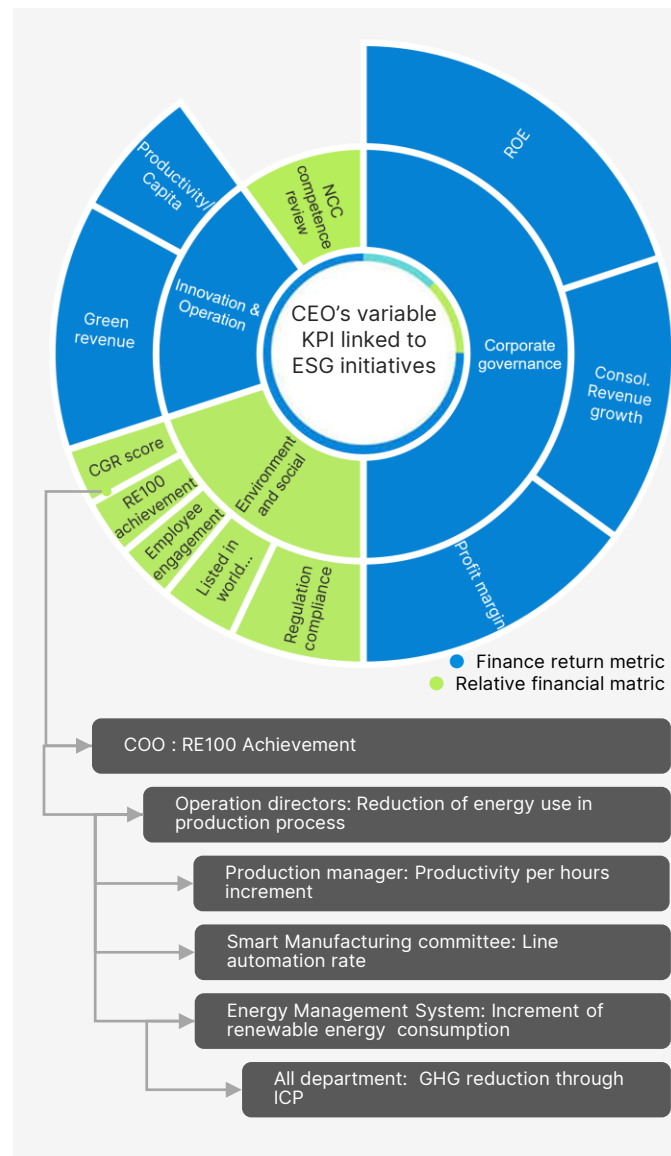 ROE
Productivity/
Capita
NCC
competence
review
Innovation &
Operation
CEO’s variable
KPI linked to
ESG initiatives
Green
revenue
Corporate
governance
Consol.
Revenue
growth
CGR score
Environment
and social
RE100
achievement
Employee
engagement
Listed in
world...
Regulation
compliance
Profit margin
Finance return metric
Relative financial matric
COO : RE100 Achievement
Operation directors: Reduction of energy use in
production process
Production manager: Productivity per hours
increment
Smart Manufacturing committee: Line
automation rate
Energy Management System: Increment of
renewable energy  consumption
All department:  GHG reduction through
ICP